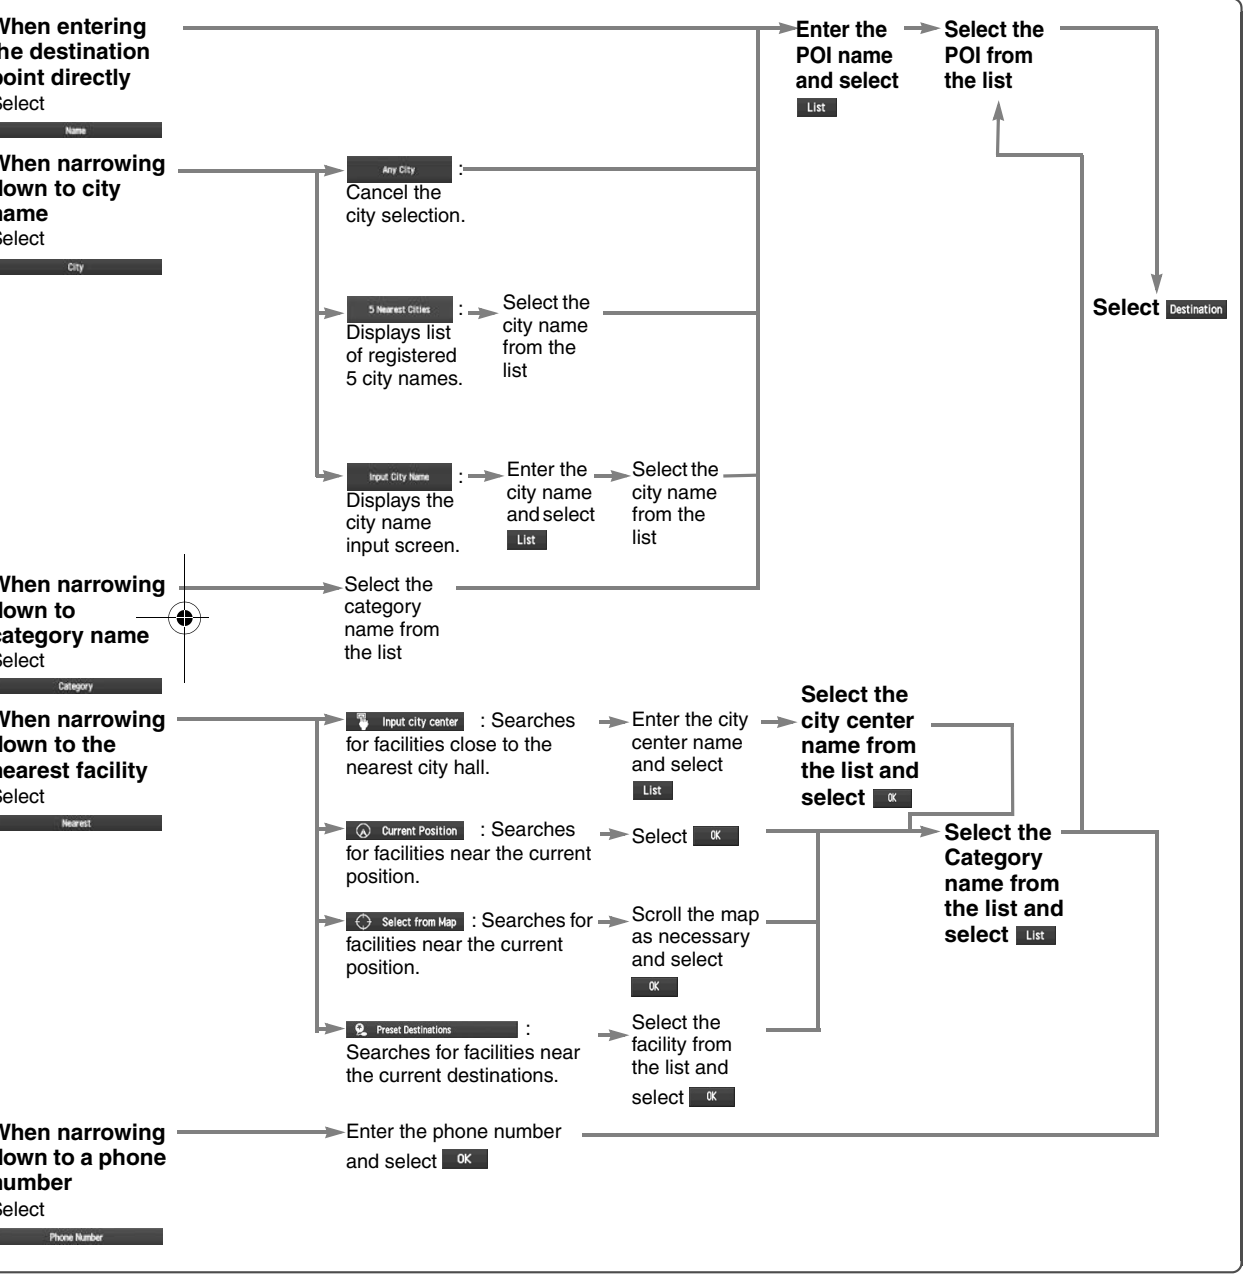 When entering
the destination
point directly
Select
Name
Enter the
POI name
and select
List
Select the
POI from
the list
When narrowing
down to city
name
Select
City
Any City :
Cancel the
city selection.
5 Nearest Cities :
Displays list
of registered
5 city names.
Select the
city name
from the
list
Select Destination
Input City Name :
Displays the
city name
input screen.
Enter the
city name
and select
List
Select the
city name
from the
list
When narrowing
down to
category name
Select
Category
Select the
category
name from
the list
When narrowing
down to the
nearest facility
Select
Nearest
Input city center : Searches
for facilities close to the
nearest city hall.
Enter the city
center name
and select
List
Select the
city center
name from
the list and
select OK
Current Position : Searches
for facilities near the current
position.
Select OK
Select the
Category
name from
the list and
select List
Select from Map : Searches for
facilities near the current
position.
Scroll the map
as necessary
and select
OK
Preset Destinations :
Searches for facilities near
the current destinations.
Select the
facility from
the list and
select OK
When narrowing
down to a phone
number
Select
Phone Number
Enter the phone number
and select OK